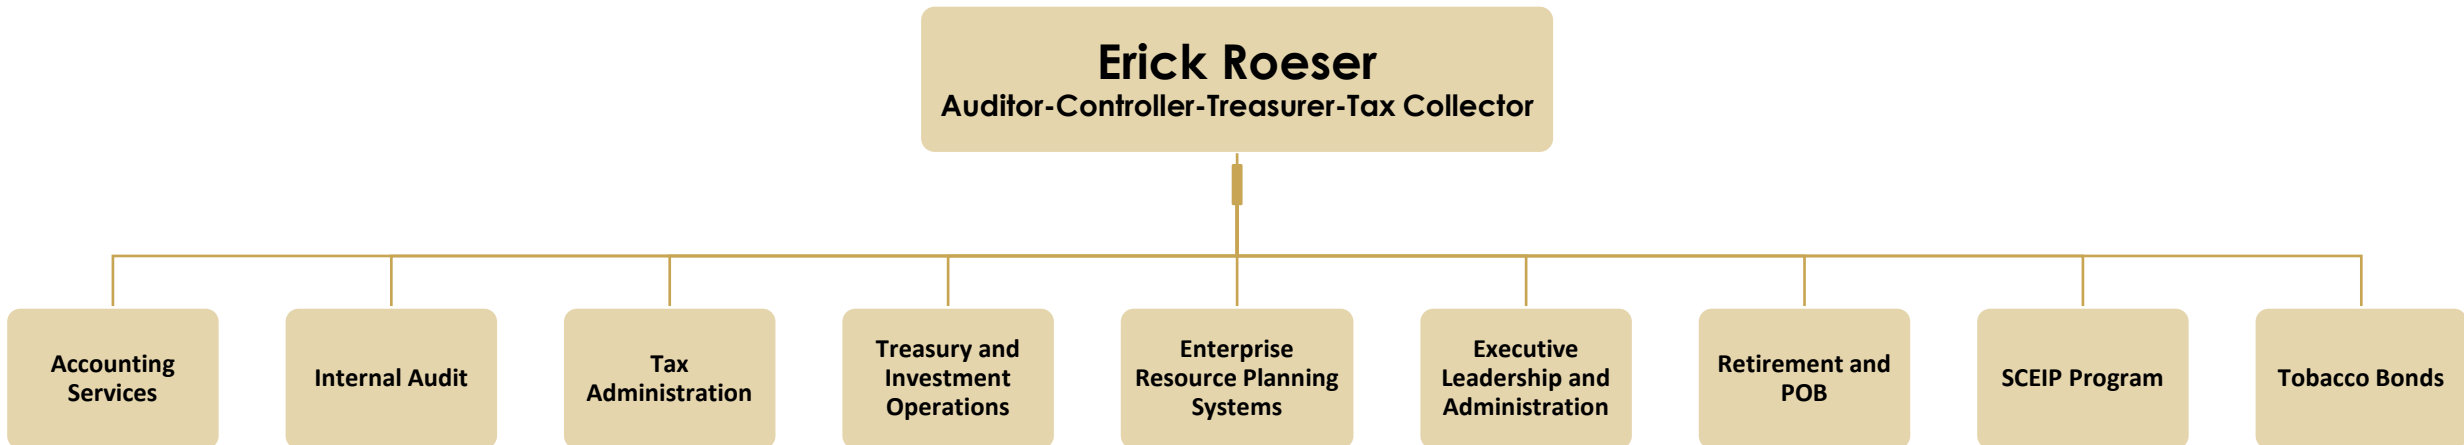 Erick Roeser
Auditor-Controller-Treasurer-Tax Collector
Accounting
Services
Internal Audit
Tax
Administration
Treasury and
Investment
Operations
Enterprise
Resource Planning
Systems
Executive
Leadership and
Administration
Retirement and
POB
SCEIP Program
Tobacco Bonds